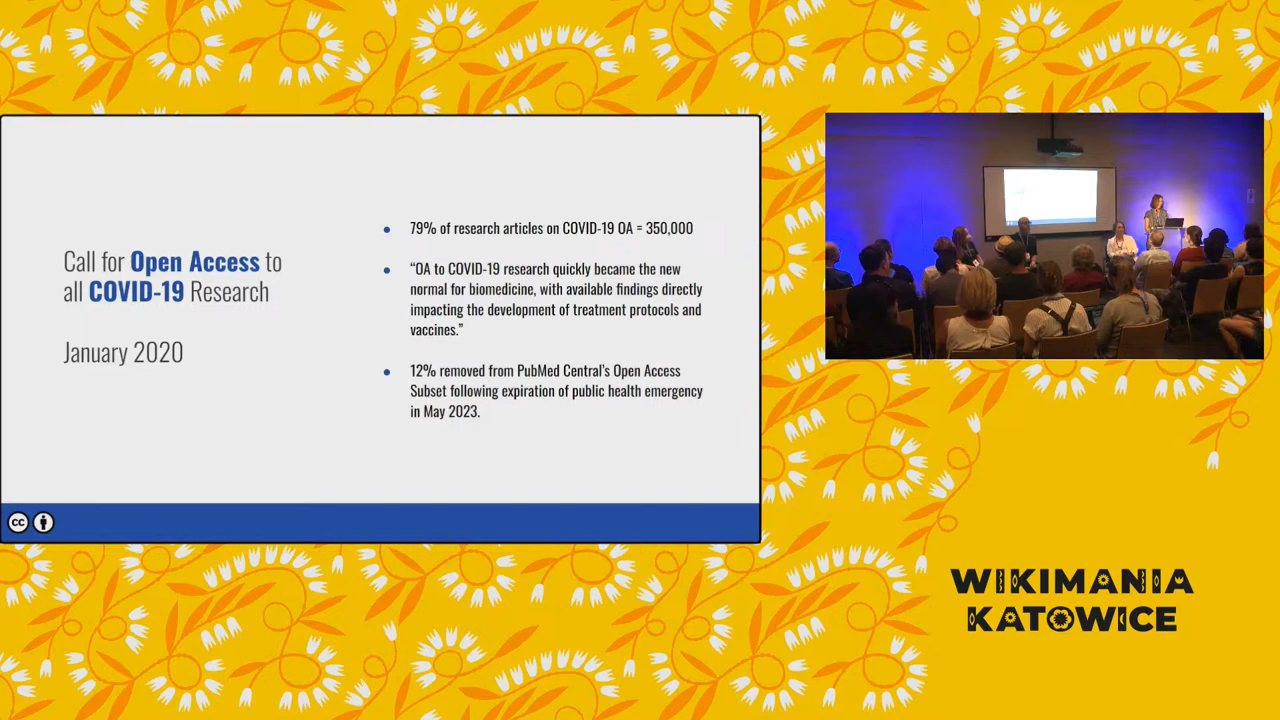 Call for Open Access to
all COVID-19 Research
January 2020
79% of research articles on COVID-19 OA = 350,000
“OA to COVID-19 research quickly became the new
normal for biomedicine, with available findings directly
impacting the development of treatment protocols and
vaccines.”
12% removed from PubMed Central’s Open Access
Subset following expiration of public health emergency
in May 2023.
cc
WIKIMANIA
KATOWICE